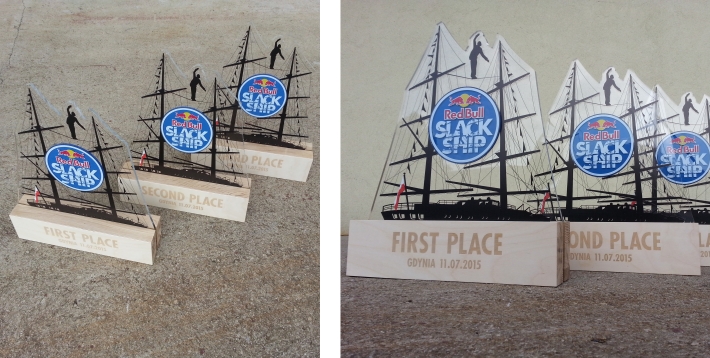 Red Bull
SLACK
SHIP
Red Bull
SLACK
SHIP
Red Bull
SLACK
SHIP
ND PLACE
SECOND PLACE
FIRST PLACE
Red Bull
SLACK
SHIP
Red Bull
SLACK
SHIP
Red Bull
SLACK
SHIP
FIRST PLACE
GDYNIA 11.07.2015
OND PLACE
11.07.2015